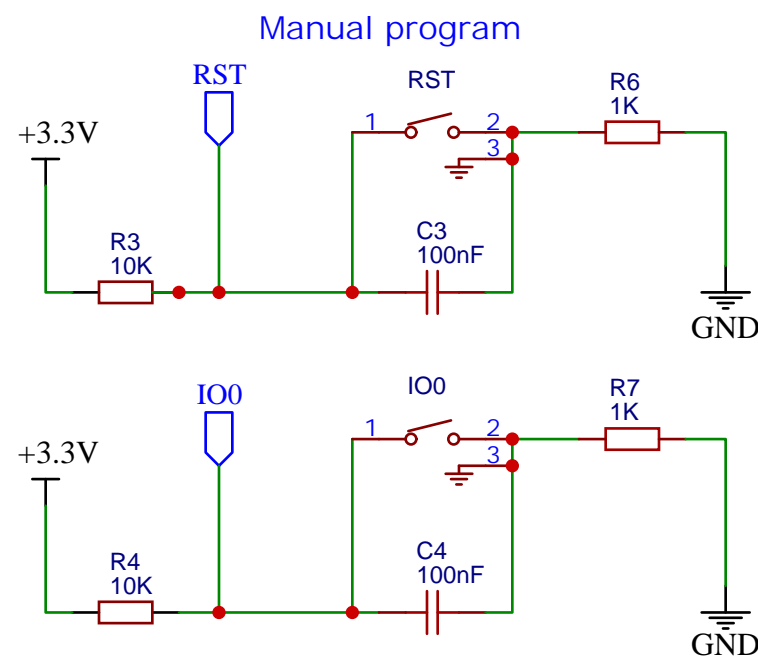 Manual program
RST
RST
R6
1K
+3.3V
1
2
3
R3
10K
C3
100nF
GND
IO0
IO0
R7
1K
+3.3V
1
2
3
R4
10K
C4
100nF
GND